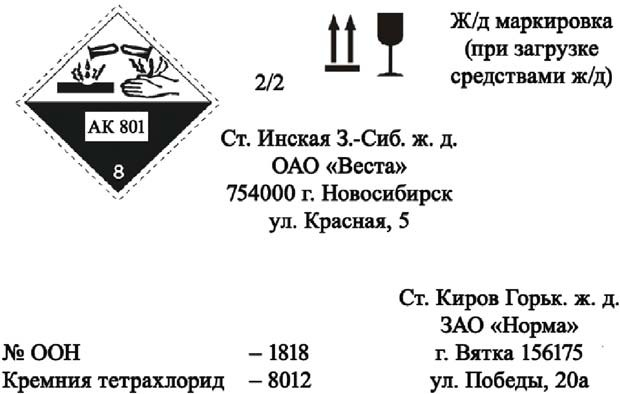 Ж/д маркировка
(при загрузке
средствами ж/д)
2/2
АК 801
8
Ст. Инская З.-Сиб. ж. д.
ОАО «Веста»
754000 г. Новосибирск
ул. Красная, 5
Ст. Киров Горьк. ж. д.
ЗАО «Норма»
г. Вятка 156175
ул. Победы, 20а
№ ООН – 1818
Кремния тетрахлорид – 8012